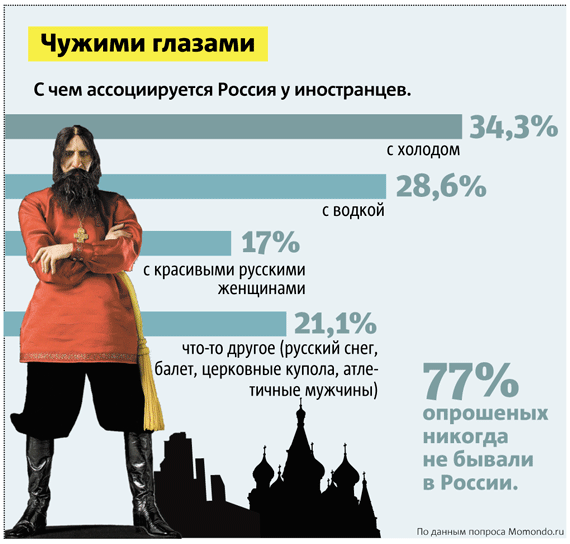 Чужими глазами
С чем ассоциируется Россия у иностранцев.
34,3%
с холодом
28,6%
с водкой
17%
с красивыми русскими
женщинами
21,1%
что-то другое (русский снег,
балет, церковные купола, атле-
тичные мужчины)
77%
опрошеных
никогда
не бывали
в России.
По данным попроса Momondo.ru